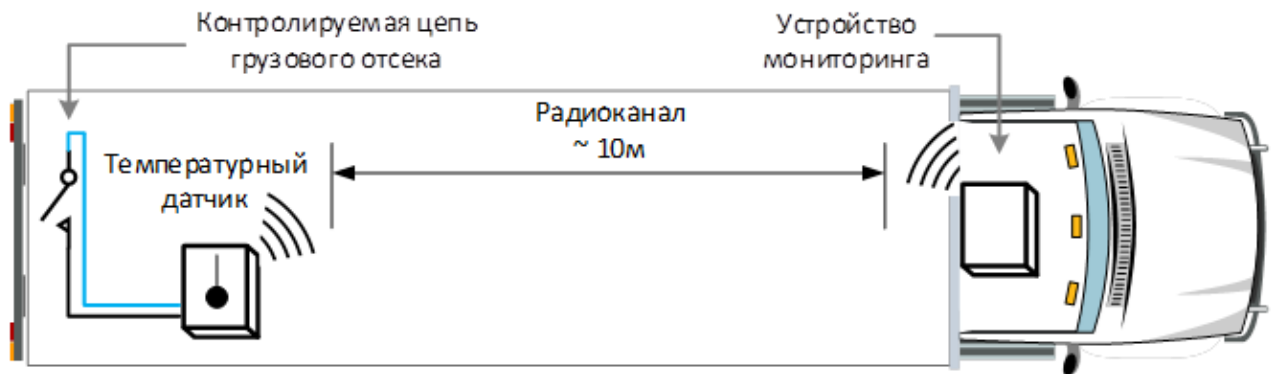 Контролируемая цепь
грузового отсека
Устройство
мониторинга
Радиоканал
~ 10м
Температурный
датчик